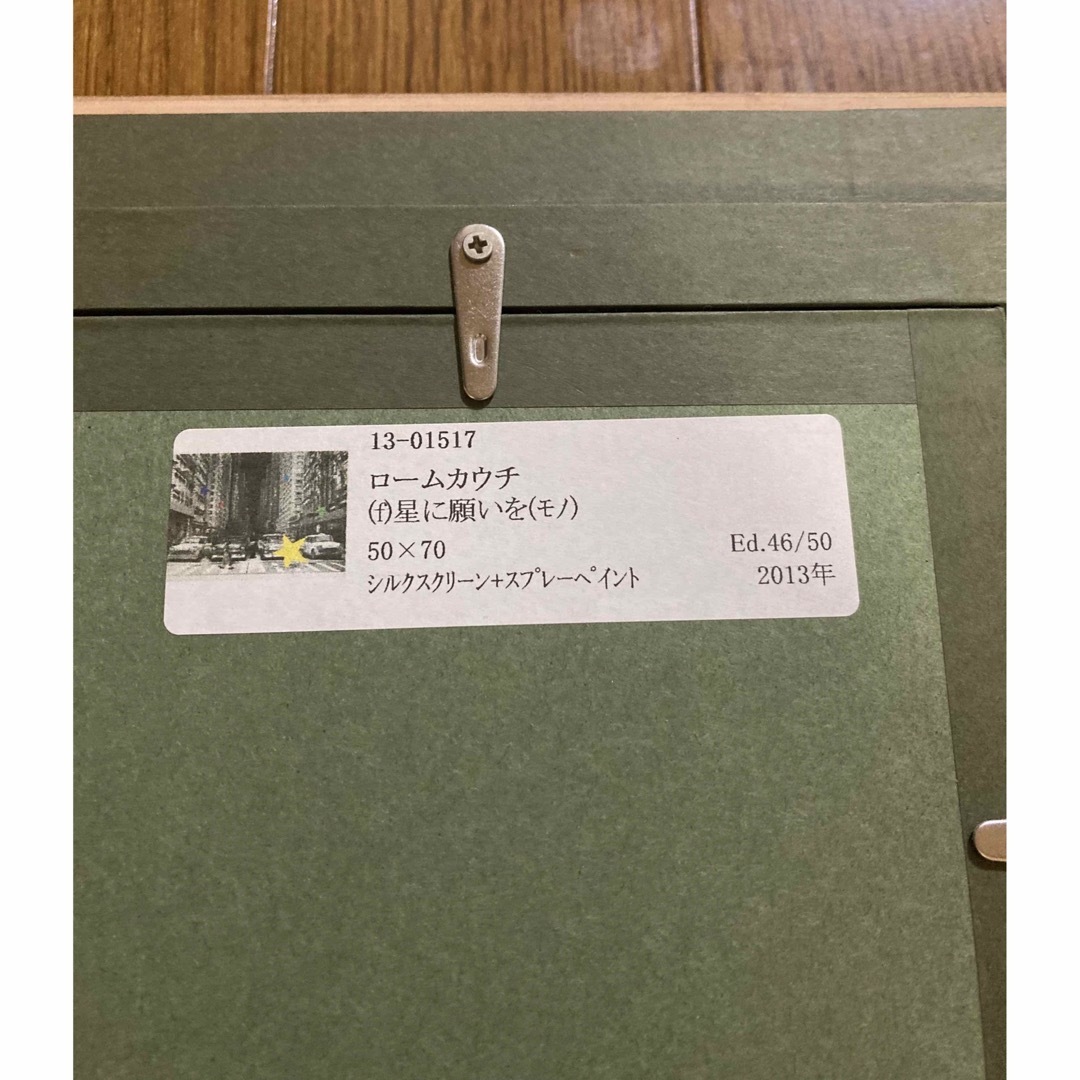 13-01517
ロームカウチ
(f)星に願いを(モノ)
50×70
Ed.46/50
シルクスクリーン+スプレーペイント
2013年